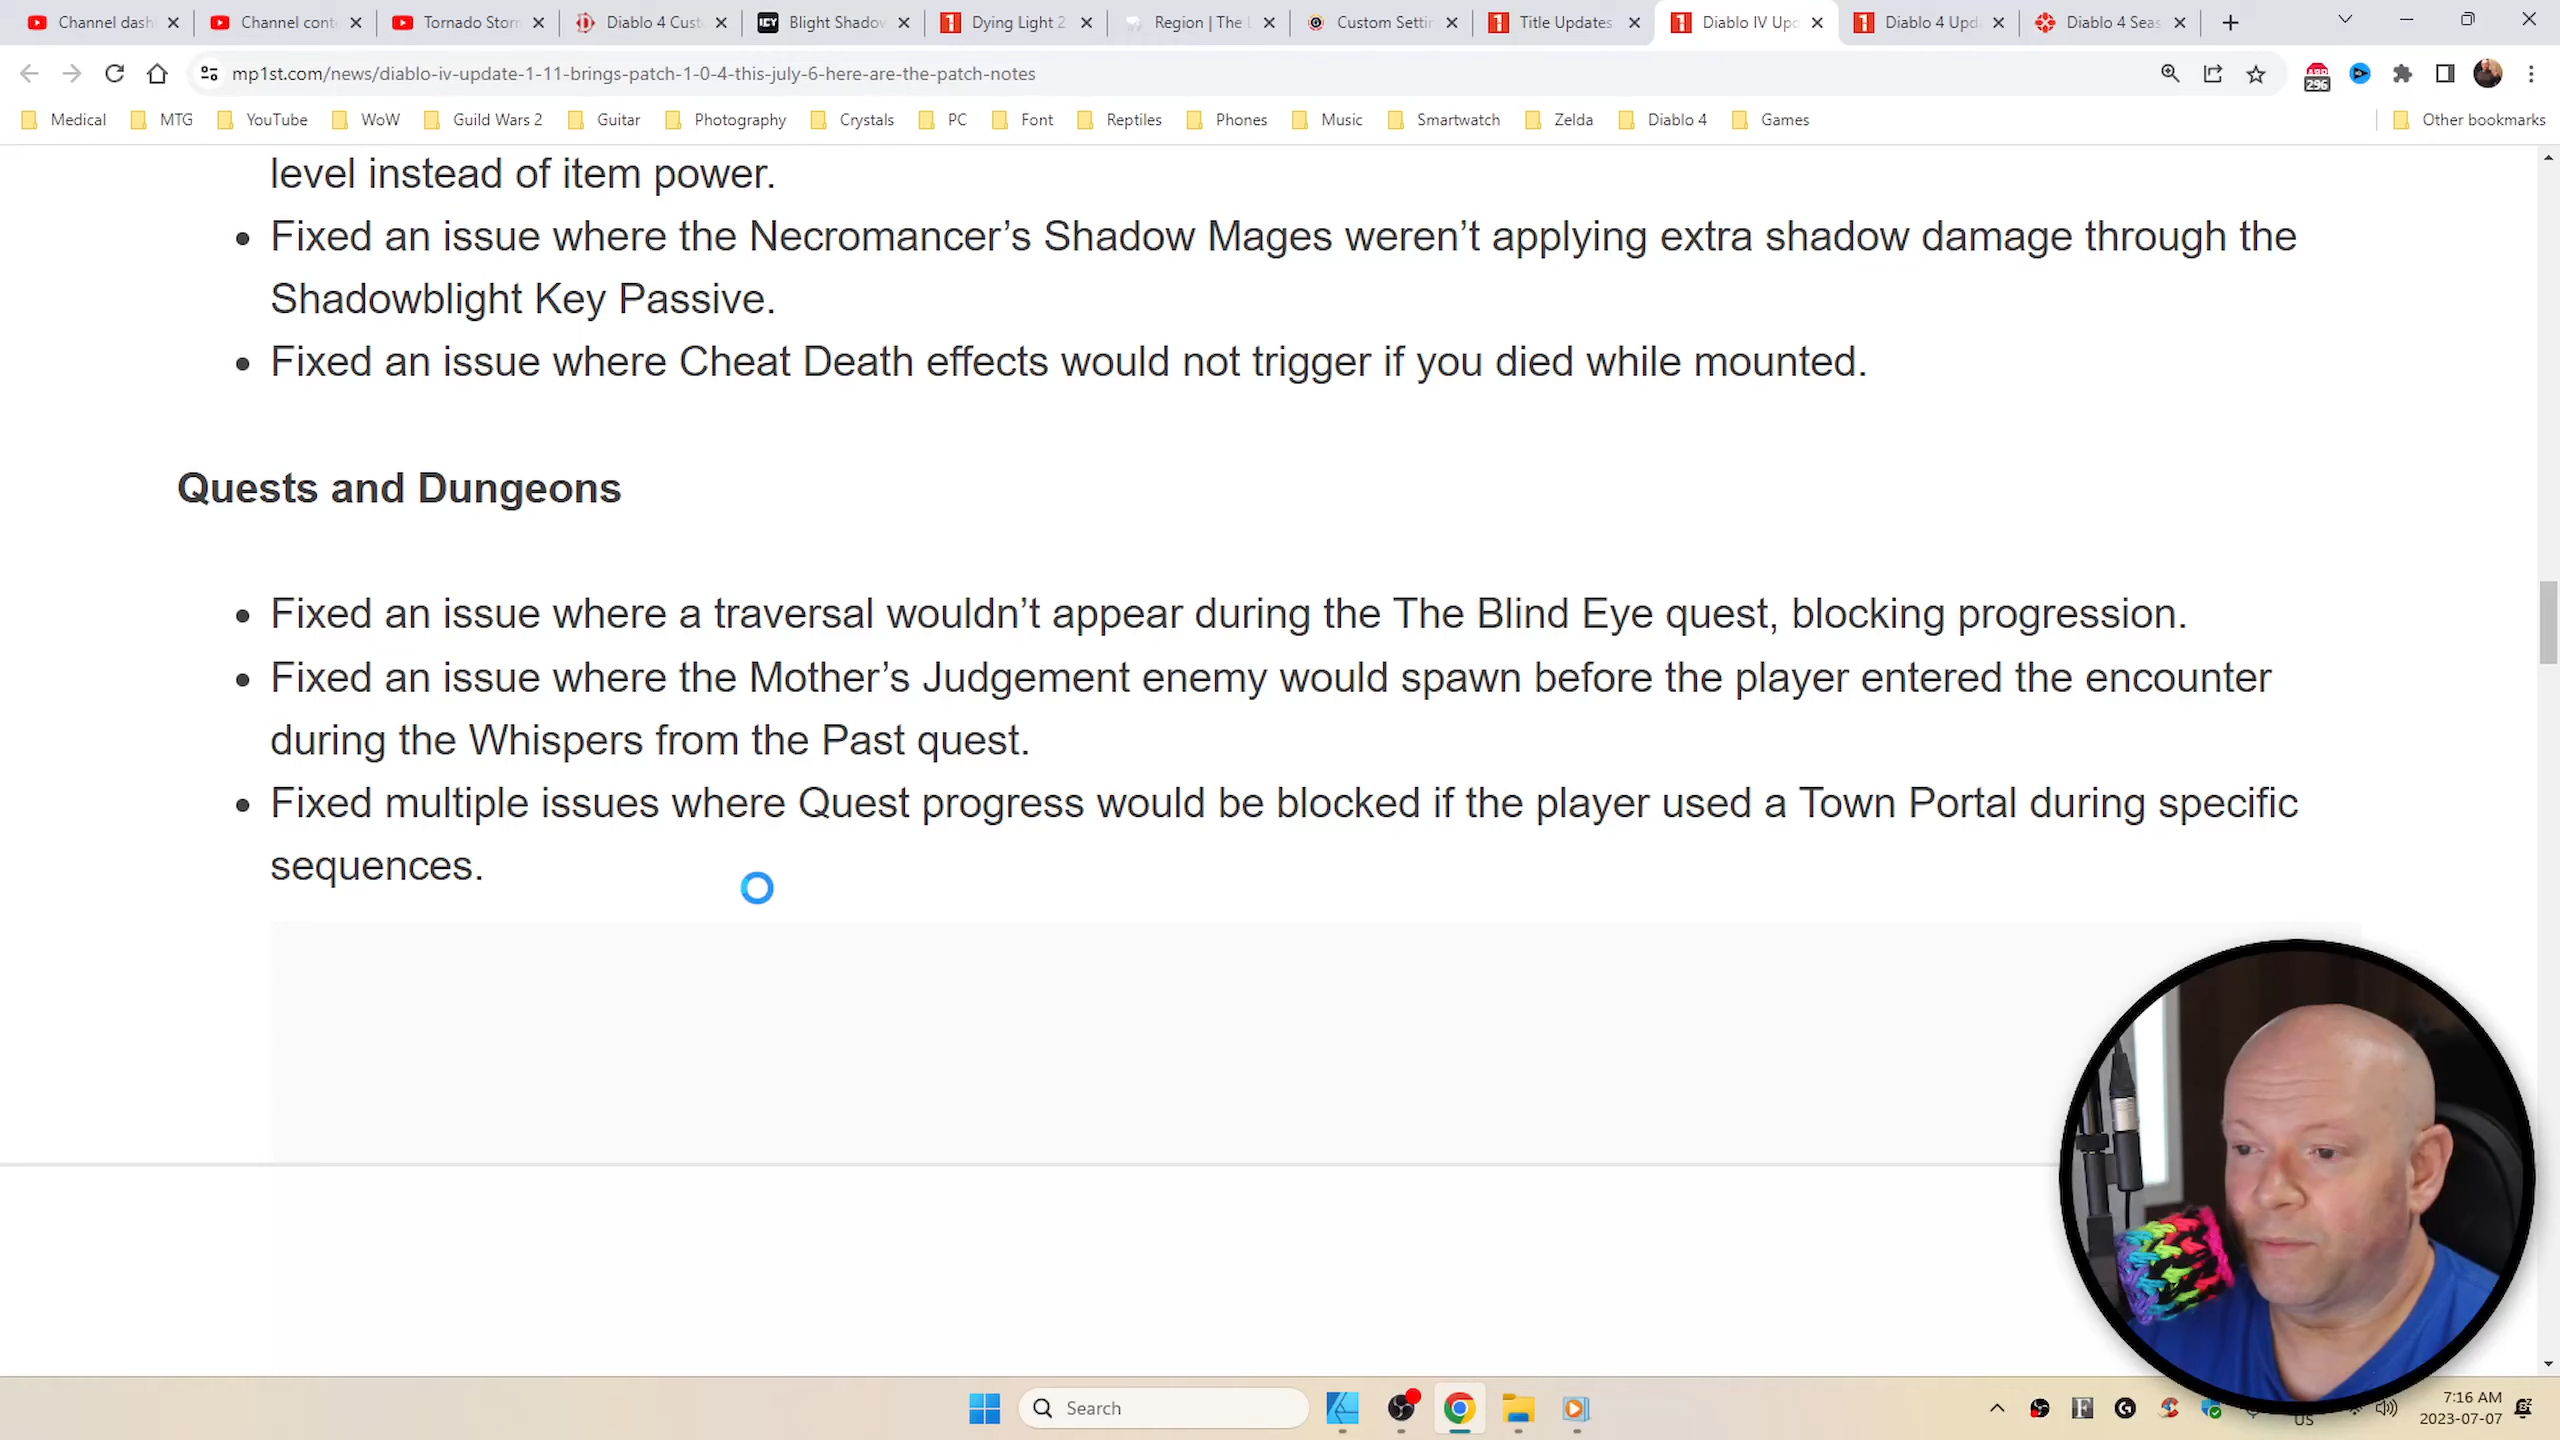 Channel dash
Channel cont
Tornado Storm
Diablo 4 Cust
ICY
Blight Shadow
Dying Light 2
Region | The L
Custom Settin
Title Updates
Diablo IV Upd
Diablo 4 Upd
Diablo 4 Seas
mp1st.com/news/diablo-iv-update-1-11-brings-patch-1-0-4-this-july-6-here-are-the-patch-notes
296
Medical
MTG
YouTube
WoW
Guild Wars 2
Guitar
Photography
Crystals
PC
Font
Reptiles
Phones
Music
Smartwatch
Zelda
Diablo 4
Games
Other bookmarks
level instead of item power.
• Fixed an issue where the Necromancer’s Shadow Mages weren’t applying extra shadow damage through the
Shadowblight Key Passive.
• Fixed an issue where Cheat Death effects would not trigger if you died while mounted.
Quests and Dungeons
• Fixed an issue where a traversal wouldn’t appear during the The Blind Eye quest, blocking progression.
• Fixed an issue where the Mother’s Judgement enemy would spawn before the player entered the encounter
during the Whispers from the Past quest.
• Fixed multiple issues where Quest progress would be blocked if the player used a Town Portal during specific
sequences.
Search
US
7:16 AM
2023-07-07